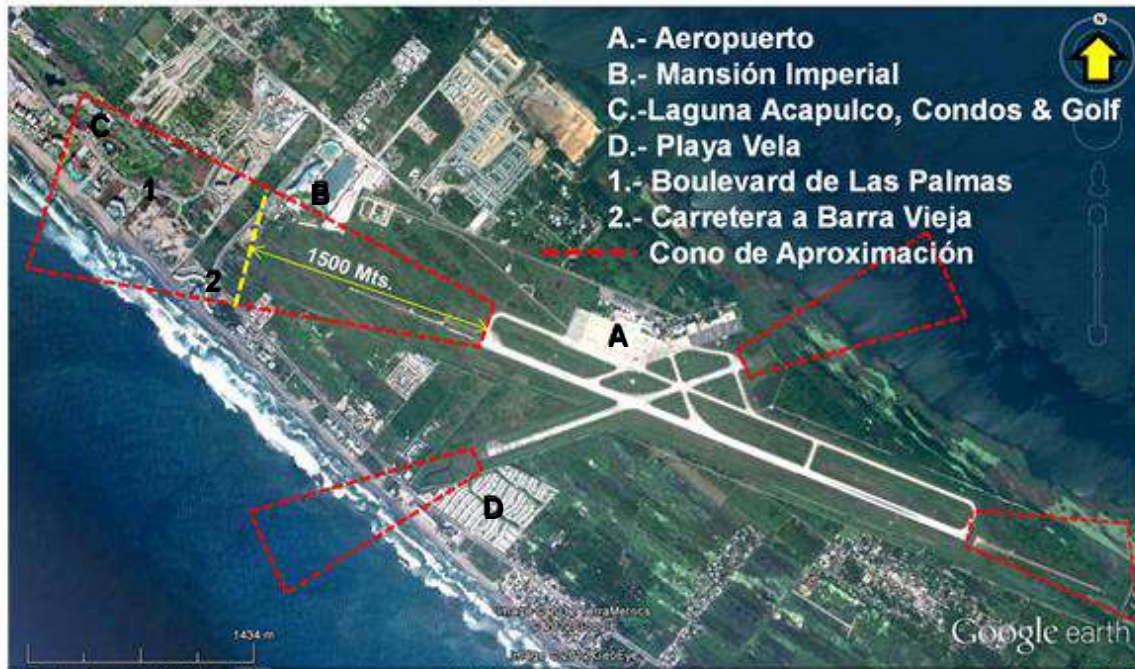 N
A.- Aeropuerto
B.- Mansión Imperial
C.-Laguna Acapulco, Condos & Golf
D.- Playa Vela
1.- Boulevard de Las Palmas
2.- Carretera a Barra Vieja
Cono de Aproximación
C
1
B
1500 Mts.
2
A
D
1434 m
Google earth